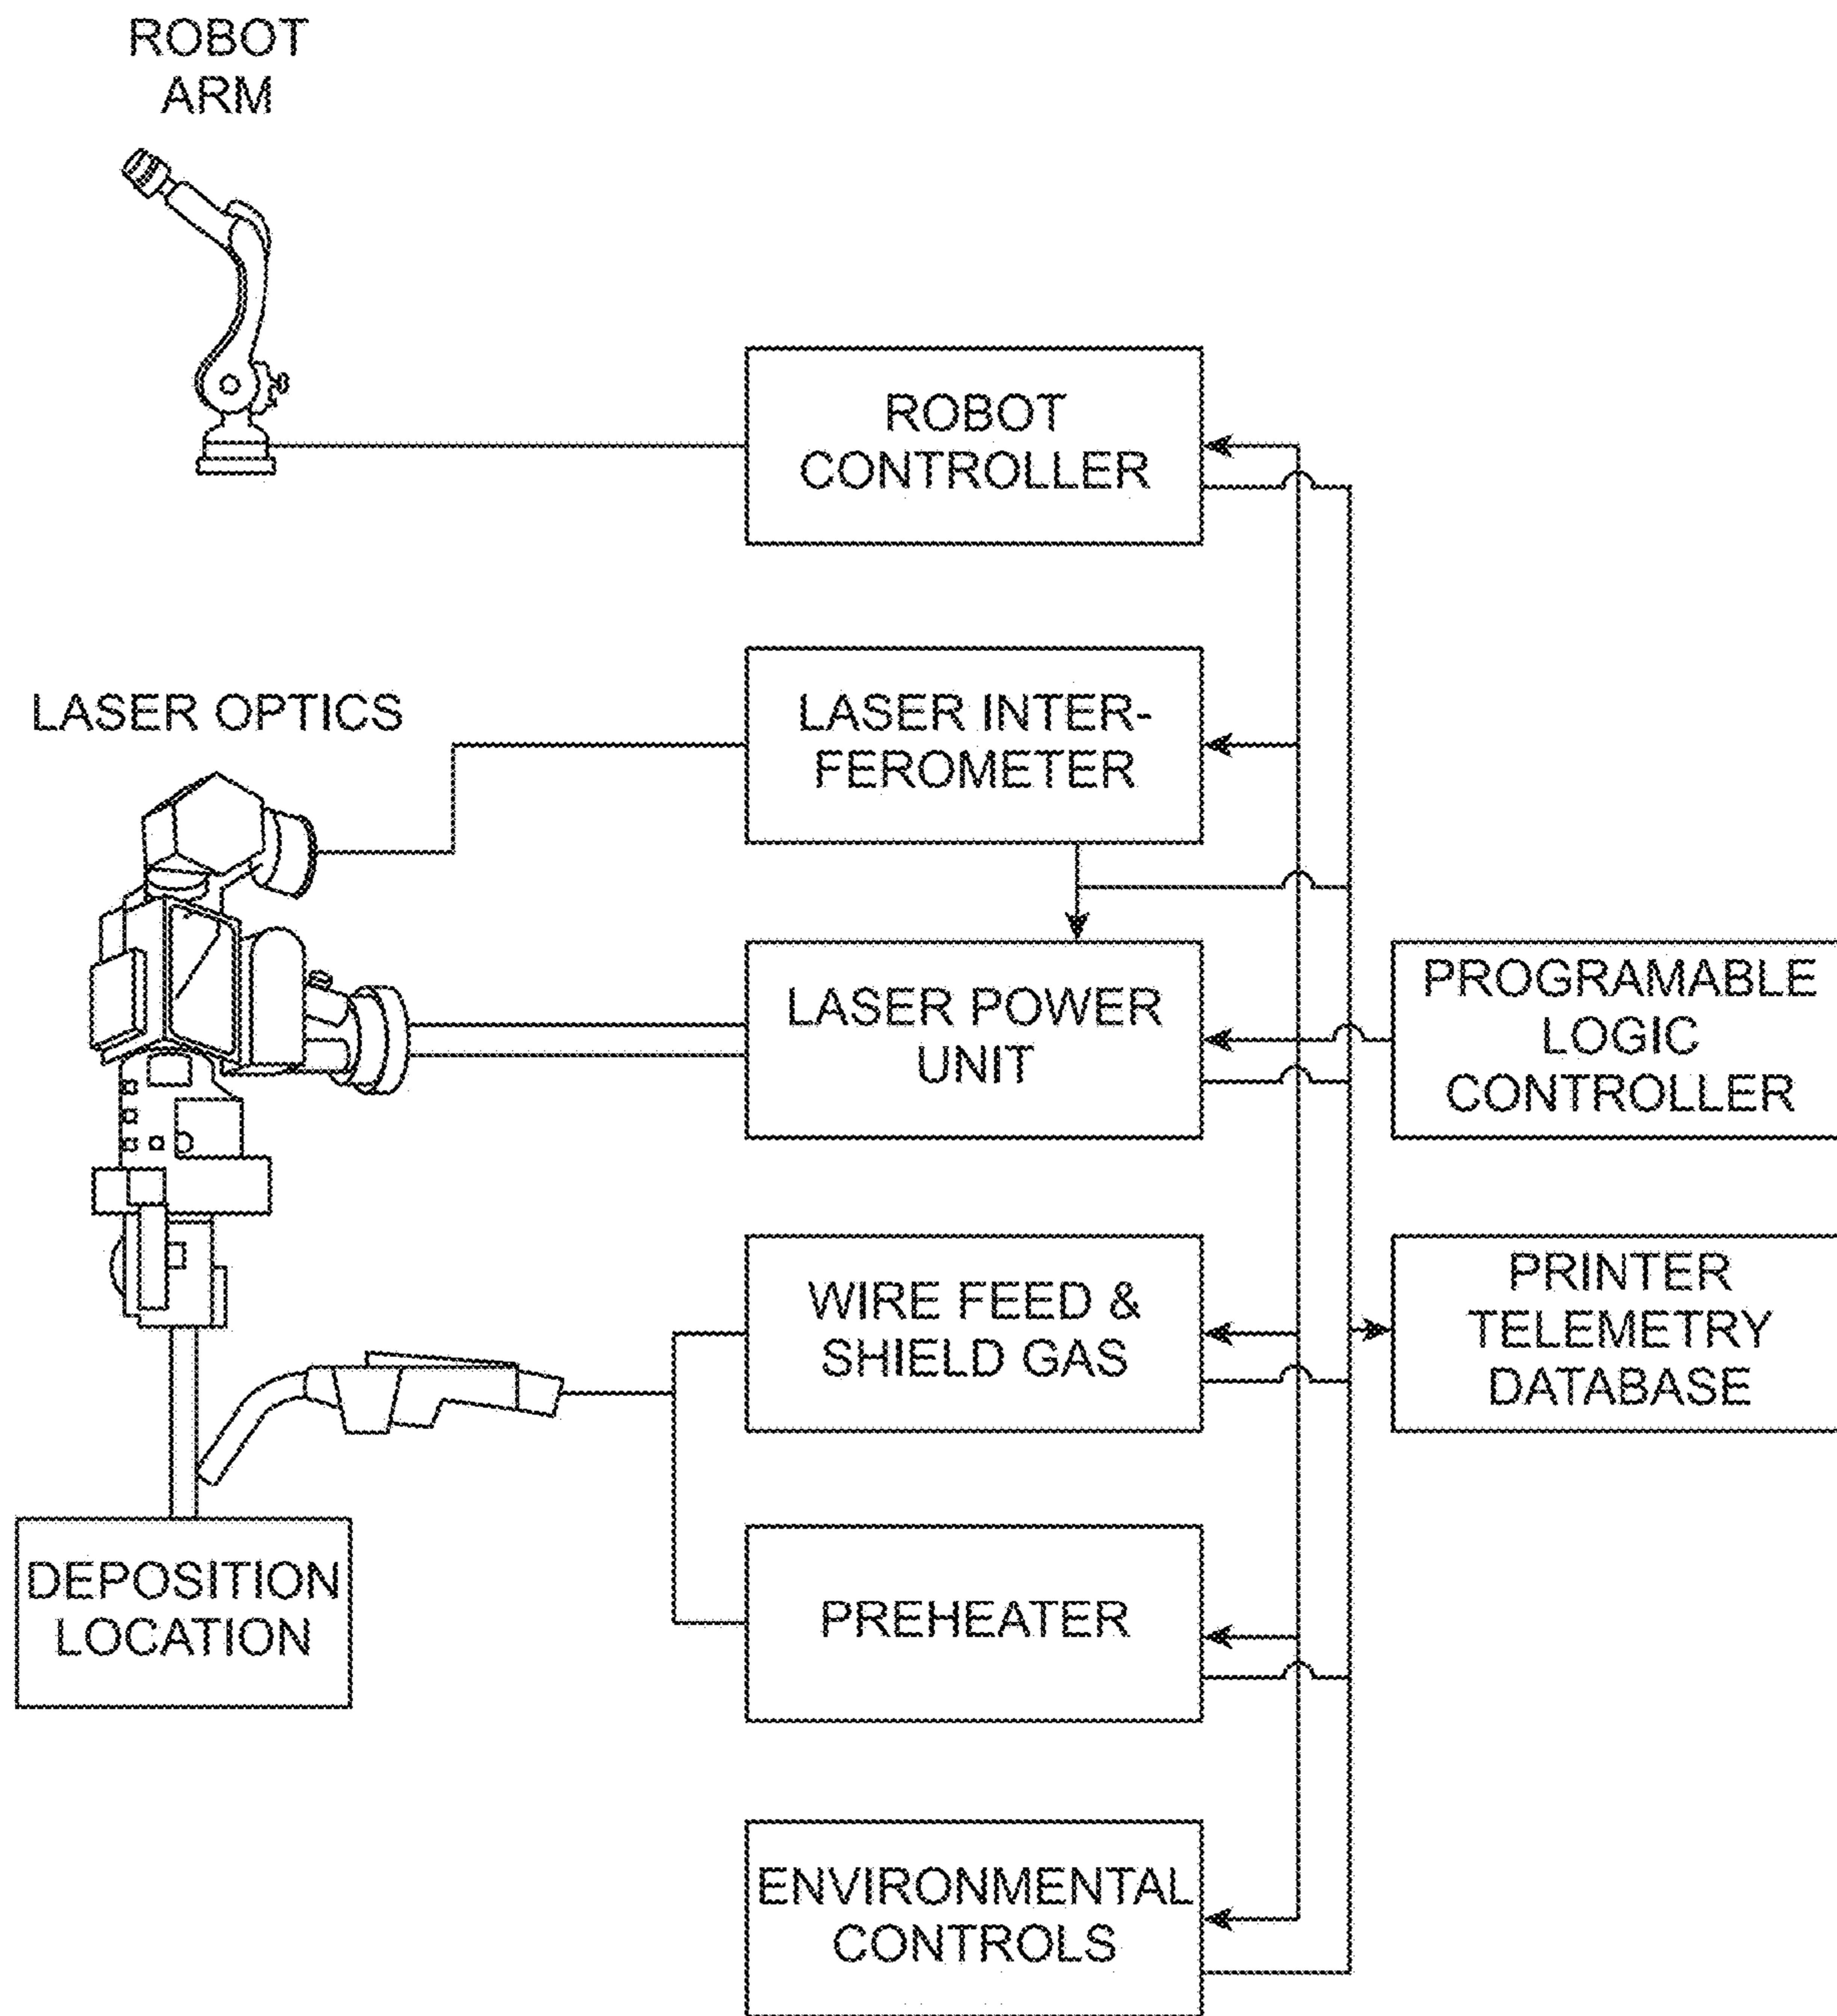 ROBOT
ARM
ROBOT
CONTROLLER
LASER OPTICS
LASER INTER-
FEROMETER
LASER POWER
UNIT
PROGRAMABLE
LOGIC
CONTROLLER
WIRE FEED &
SHIELD GAS
PRINTER
TELEMETRY
DATABASE
DEPOSITION
LOCATION
PREHEATER
ENVIRONMENTAL
CONTROLS